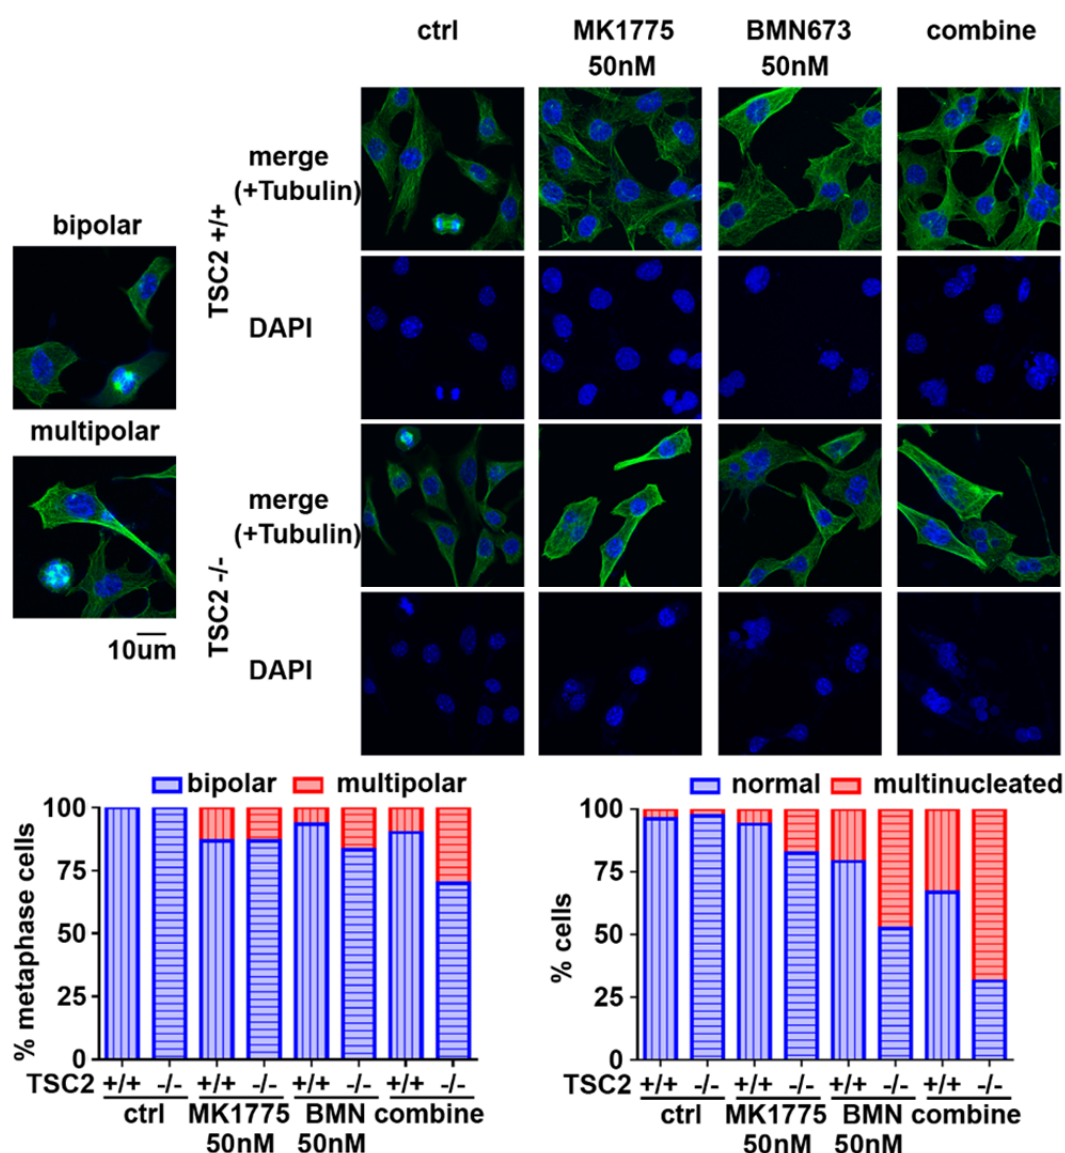 ctrl MK1775 BMN673 combine
50nM 50nM
merge
(+Tubulin)
TSC2 +/+
DAPI
bipolar
multipolar
10um
merge
(+Tubulin)
TSC2 -/-
DAPI
bipolar multipolar
% metaphase cells
100
75
50
25
0
TSC2 +/+ -/- +/+ -/- +/+ -/- +/+ -/-
ctrl MK1775 BMN combine
50nM 50nM
normal multinucleated
% cells
100
75
50
25
0
TSC2 +/+ -/- +/+ -/- +/+ -/- +/+ -/-
ctrl MK1775 BMN combine
50nM 50nM